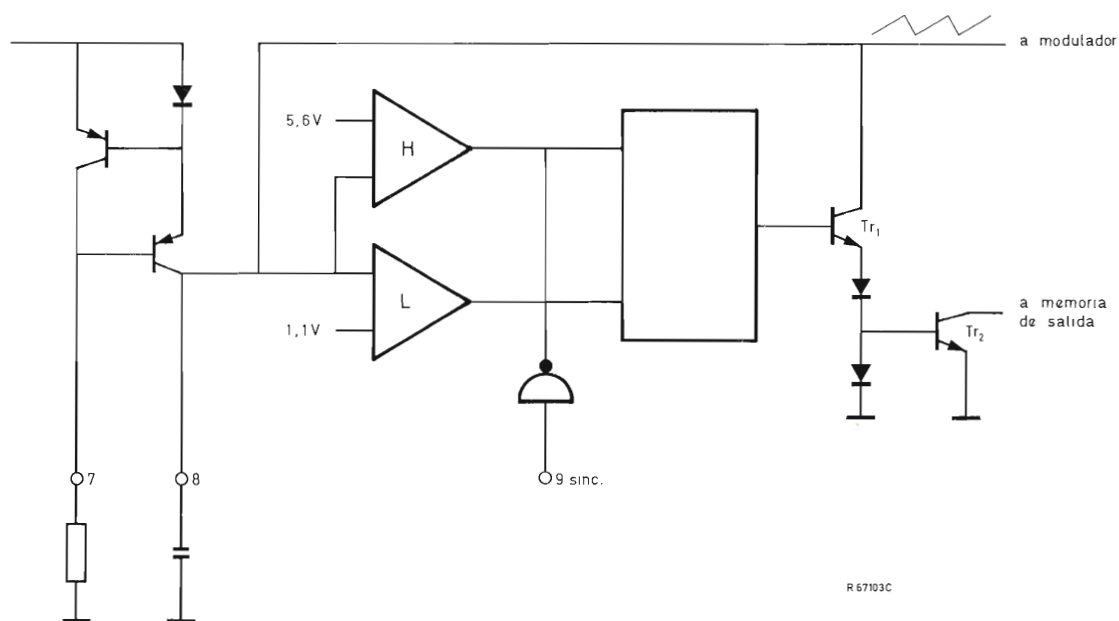 a modulador
5,6V
H
Tr1
a memoria
de salida
L
Tr2
1,1V
7
8
9 sinc.
R 67103C